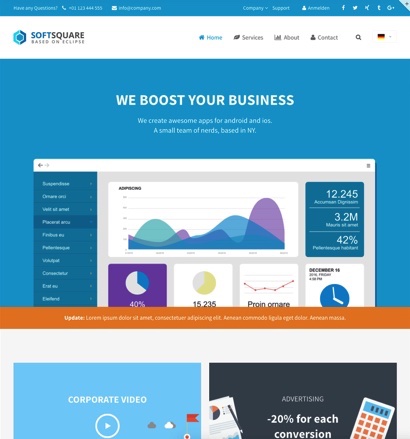 Have any Questions? +01 123 444 555 info@company.com Company Support Anmelden
SOFTSQUARE
BASED ON ECLIPSE
Home Services About Contact
WE BOOST YOUR BUSINESS
We create awesome apps for android and ios.
A small team of nerds, based in NY.
Suspendisse
Ornare orci
Velit sit amet
Placerat arcu
Finibus eu
Pellentesque
Volutpat
Consectetur
Erat eu
Eleifend
ADIPISCING
12.245
Accumsan Dignissim
3.2M
Mauris sit amet
42%
Pellentesque habitant
40%
15.235
Proin ornare
DECEMBER 16
Update: Lorem ipsum dolor sit amet, consectetuer adipiscing elit. Aenean commodo ligula eget dolor. Aenean massa.
CORPORATE VIDEO
ADVERTISING
-20% for each
conversion